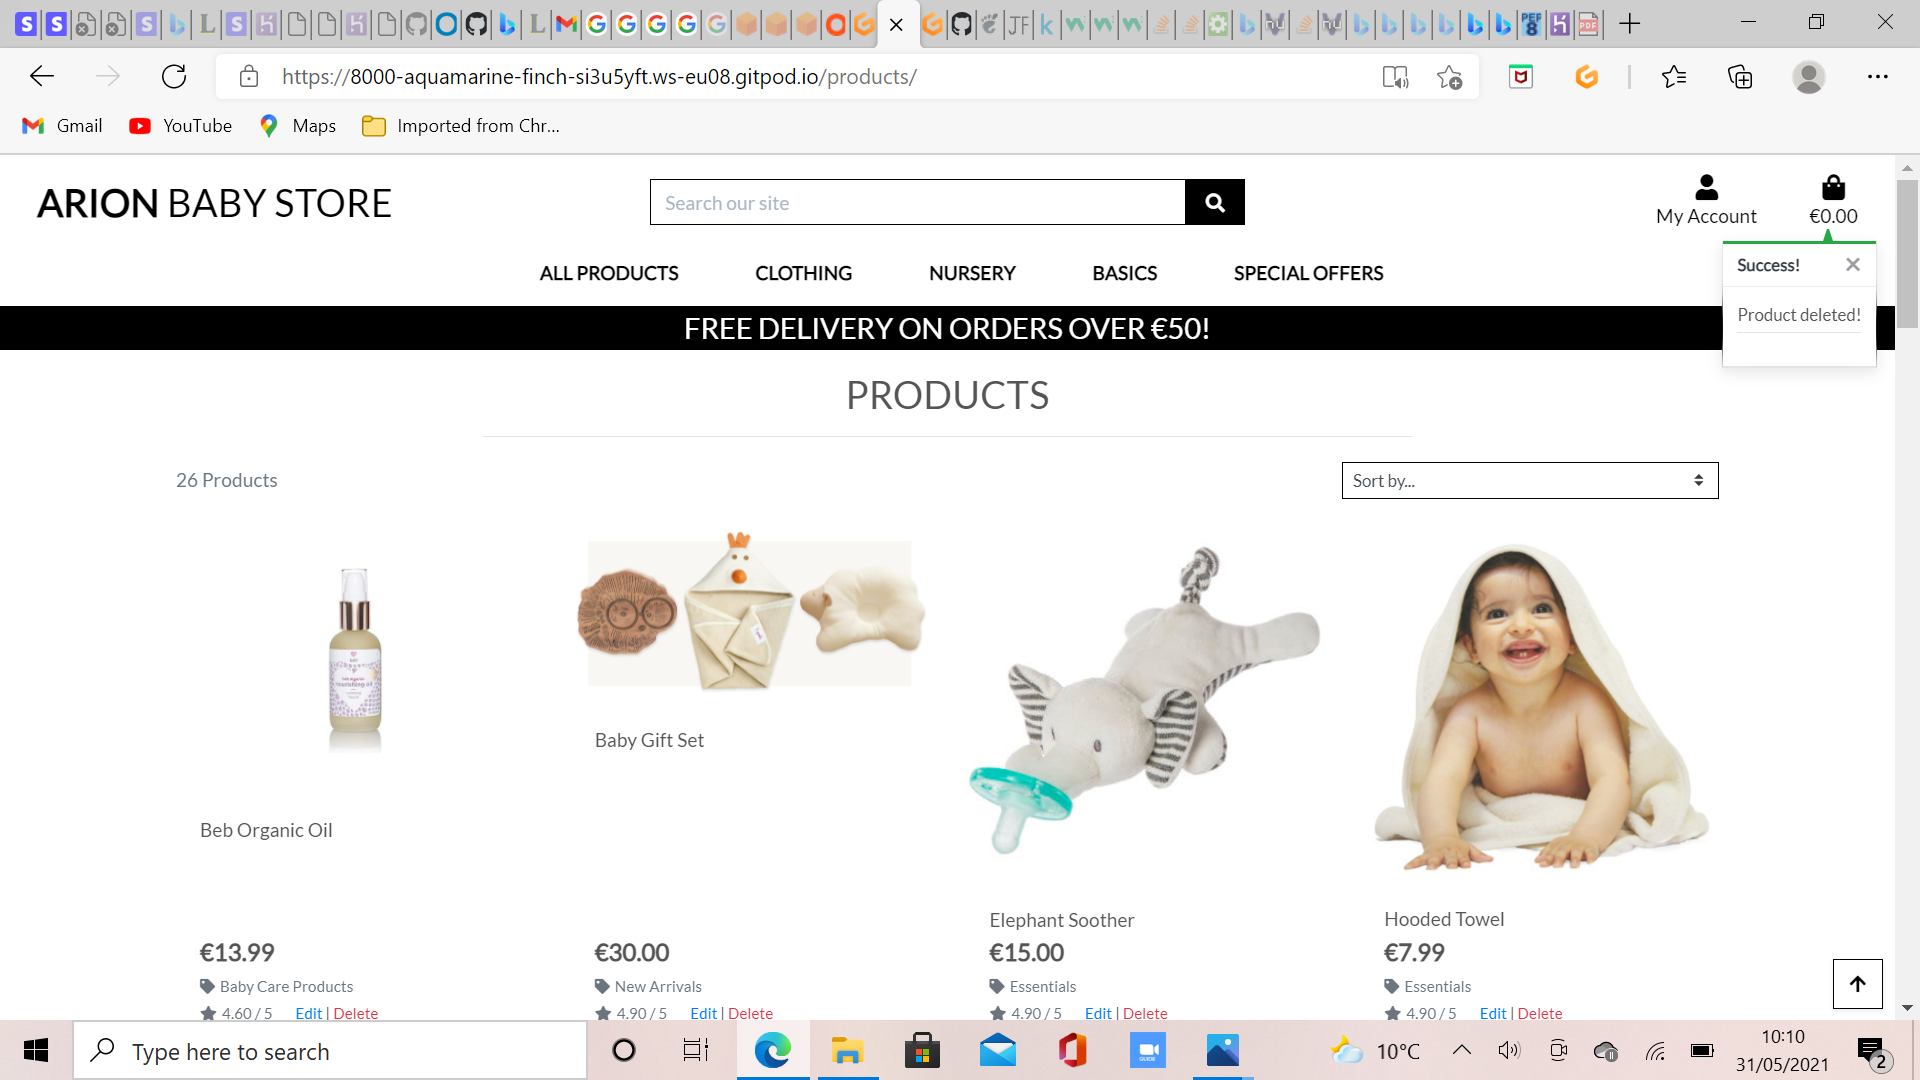 https://8000-aquamarine-finch-si3u5yft.ws-eu08.gitpod.io/products/
Gmail YouTube Maps Imported from Chr...
ARION BABY STORE
Search our site
My Account
€0.00
ALL PRODUCTS CLOTHING NURSERY BASICS SPECIAL OFFERS
Success!
Product deleted!
FREE DELIVERY ON ORDERS OVER €50!
PRODUCTS
26 Products
Sort by...
Beb Organic Oil
€13.99
Baby Care Products
4.60 / 5 Edit | Delete
Baby Gift Set
€30.00
New Arrivals
4.90 / 5 Edit | Delete
Elephant Soother
€15.00
Essentials
4.90 / 5 Edit | Delete
Hooded Towel
€7.99
Essentials
4.90 / 5 Edit | Delete
Type here to search
10°C
10:10
31/05/2021
2